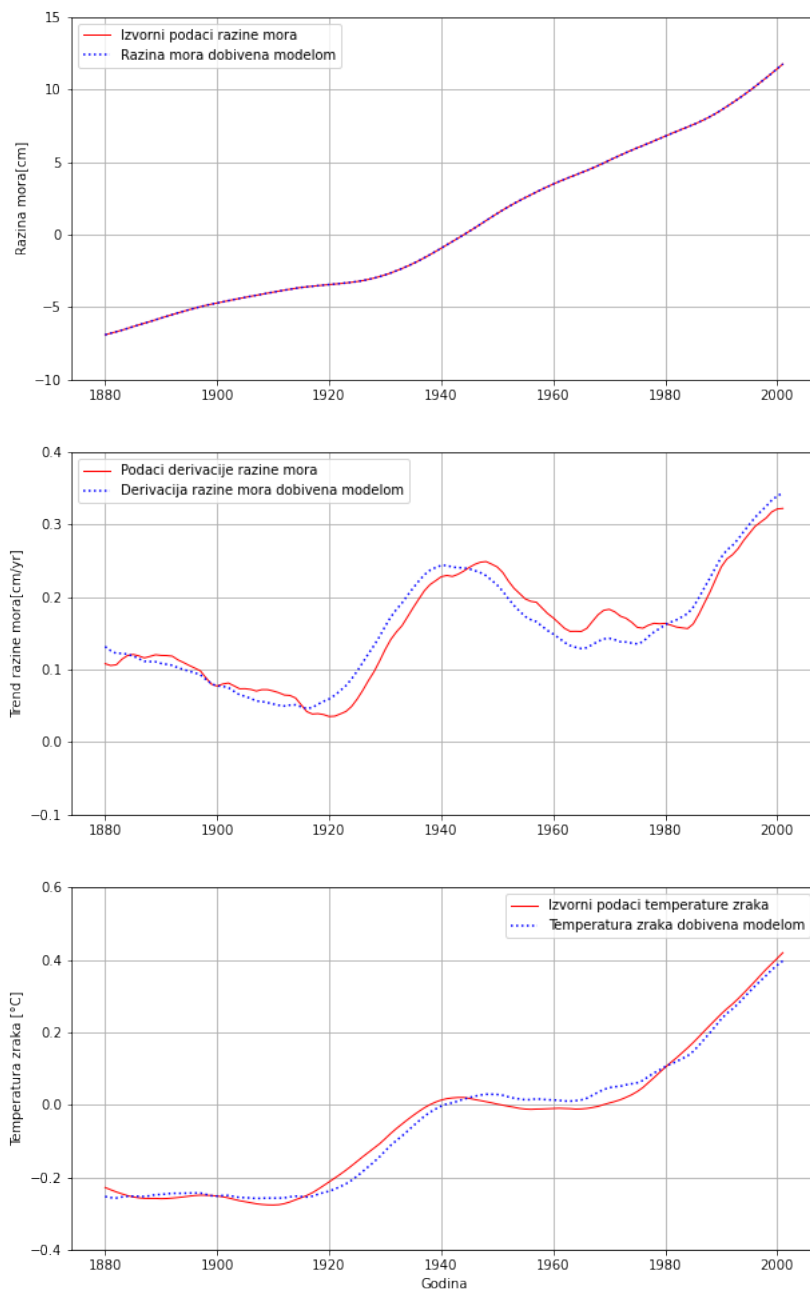 15
10
5
0
−5
−10
Razina mora[cm]
Izvorni podaci razine mora
Razina mora dobivena modelom
1880 1900 1920 1940 1960 1980 2000
0.4
0.3
0.2
0.1
0.0
−0.1
Trend razine mora[cm/yr]
Podaci derivacije razine mora
Derivacija razine mora dobivena modelom
1880 1900 1920 1940 1960 1980 2000
0.6
0.4
0.2
0.0
−0.2
−0.4
Temperatura zraka [°C]
Izvorni podaci temperature zraka
Temperatura zraka dobivena modelom
1880 1900 1920 1940 1960 1980 2000
Godina